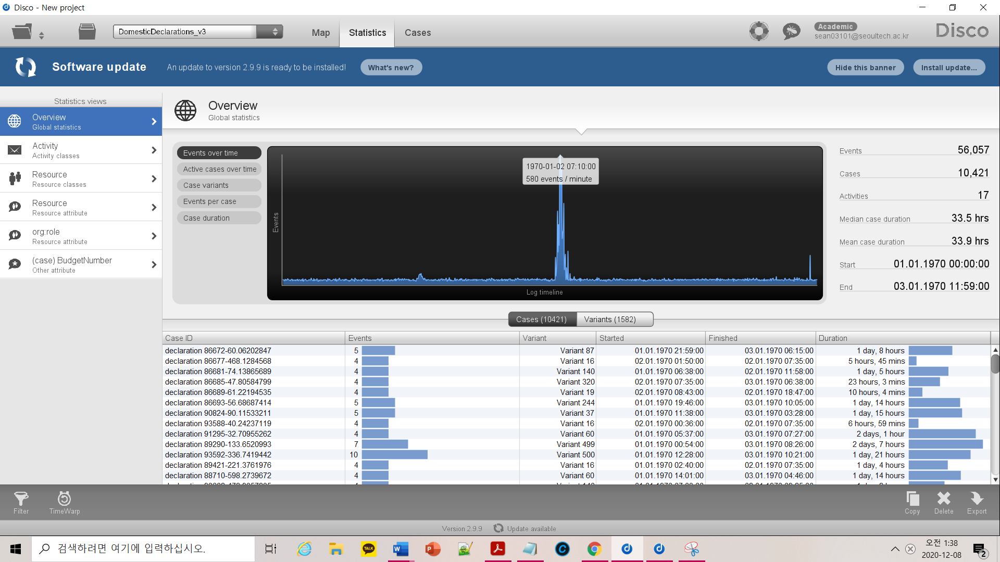 Disco - New project
DomesticDeclarations_v3
Map
Statistics
Cases
Academic
sean03101@seoultech.ac.kr
Disco
Software update
An update to version 2.9.9 is ready to be installed!
What's new?
Hide this banner
Install update...
Statistics views
Overview
Global statistics
Activity
Activity classes
Resource
Resource classes
Resource
Resource attribute
org:role
Resource attribute
(case) BudgetNumber
Other attribute
Overview
Global statistics
Events over time
Active cases over time
Case variants
Events per case
Case duration
Events
1970-01-02 07:10:00
580 events / minute
Log timeline
Events 56,057
Cases 10,421
Activities 17
Median case duration 33.5 hrs
Mean case duration 33.9 hrs
Start 01.01.1970 00:00:00
End 03.01.1970 11:59:00
Cases (10421) Variants (1582)
Case ID Events Variant Started Finished Duration
declaration 86672-60.06202847 5 Variant 87 01.01.1970 21:59:00 03.01.1970 06:15:00 1 day, 8 hours
declaration 86677-468.1284568 4 Variant 16 02.01.1970 01:50:00 02.01.1970 07:35:00 5 hours, 45 mins
declaration 86681-74.13865689 4 Variant 140 01.01.1970 06:38:00 02.01.1970 11:58:00 1 day, 5 hours
declaration 86685-47.80584799 4 Variant 320 02.01.1970 07:35:00 03.01.1970 06:38:00 23 hours, 3 mins
declaration 86689-61.22194535 4 Variant 19 02.01.1970 08:43:00 02.01.1970 18:47:00 10 hours, 4 mins
declaration 86693-56.68687414 5 Variant 244 01.01.1970 19:46:00 03.01.1970 10:05:00 1 day, 14 hours
declaration 90824-90.11533211 5 Variant 37 01.01.1970 11:38:00 03.01.1970 03:28:00 1 day, 15 hours
declaration 93588-40.24237119 4 Variant 16 02.01.1970 00:36:00 02.01.1970 07:35:00 6 hours, 59 mins
declaration 91295-32.70955262 4 Variant 60 01.01.1970 05:37:00 03.01.1970 07:27:00 2 days, 1 hour
declaration 89290-133.6520993 7 Variant 499 01.01.1970 00:54:00 03.01.1970 08:26:00 2 days, 7 hours
declaration 93592-336.7419442 10 Variant 500 01.01.1970 12:28:00 03.01.1970 10:21:00 1 day, 21 hours
declaration 89421-221.3761976 4 Variant 16 01.01.1970 02:40:00 02.01.1970 07:35:00 1 day, 4 hours
declaration 88710-598.2739672 4 Variant 60 01.01.1970 14:01:00 03.01.1970 04:46:00 1 day, 14 hours
Filter
TimeWarp
Copy
Delete
Export
Version 2.9.9 Update available
검색하려면 여기에 입력하십시오.
TALK
오전 1:38
2020-12-08
2